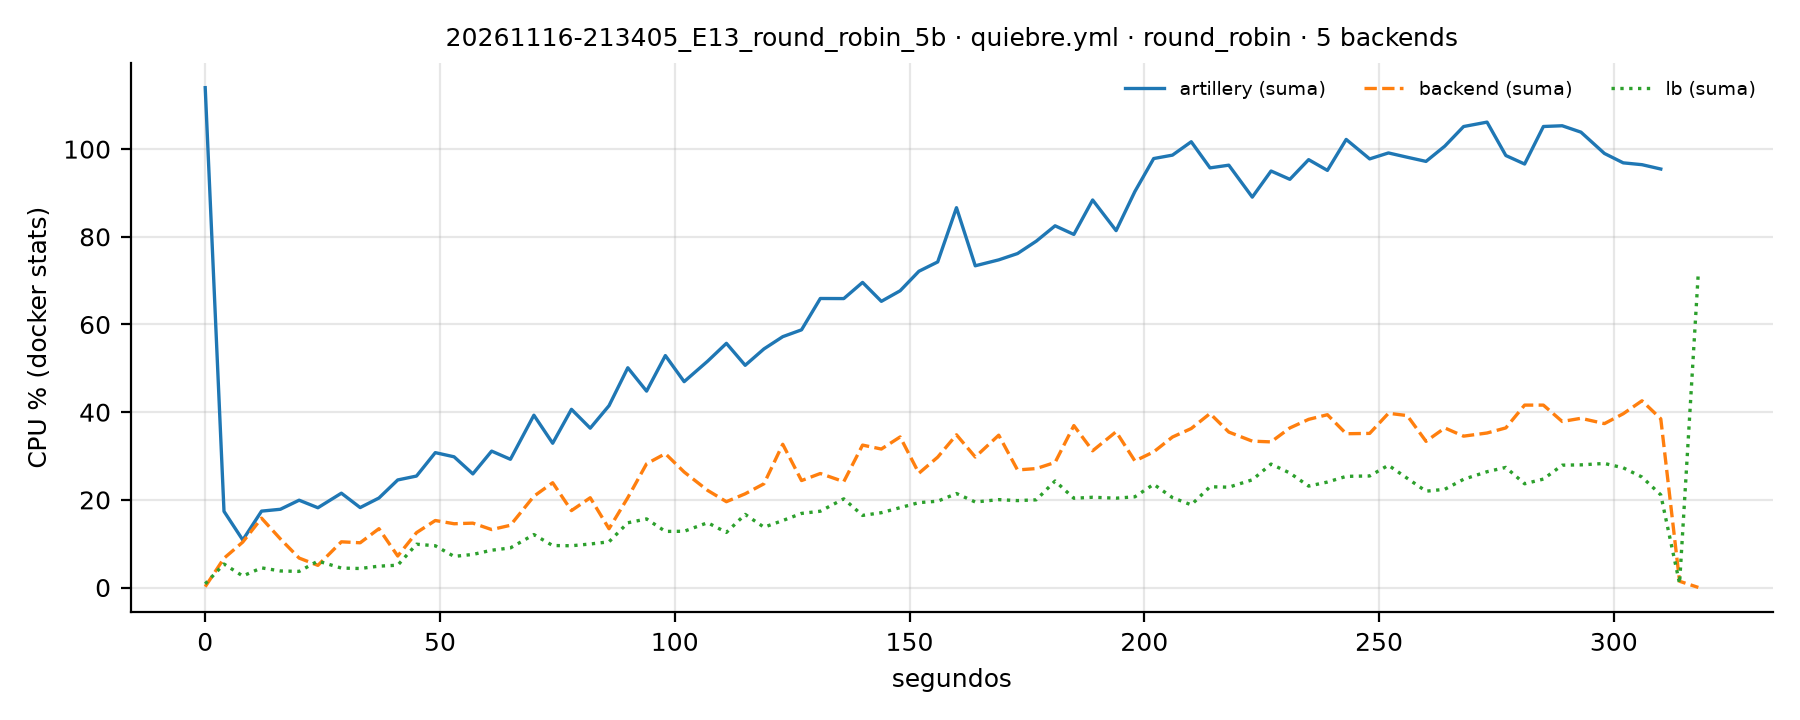 20261116-213405_E13_round_robin_5b · quiebre.yml · round_robin · 5 backends
artillery (suma) backend (suma) lb (suma)
CPU % (docker stats)
100
80
60
40
20
0
0 50 100 150 200 250 300
segundos